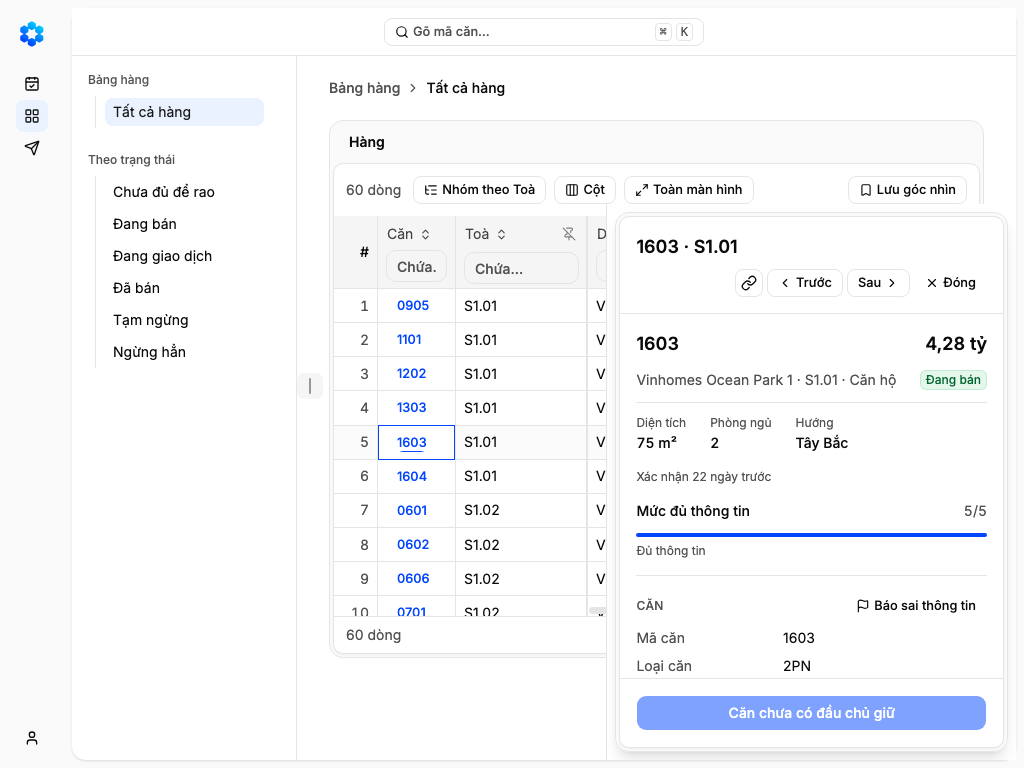 Gõ mã căn... ⌘ K
Bảng hàng
Tất cả hàng
Theo trạng thái
Chưa đủ để rao
Đang bán
Đang giao dịch
Đã bán
Tạm ngừng
Ngừng hẳn
Bảng hàng > Tất cả hàng
Hàng
60 dòng Nhóm theo Toà Cột Toàn màn hình Lưu góc nhìn
# Căn Toà D
Chứa. Chứa...
1 0905 S1.01 V
2 1101 S1.01 V
3 1202 S1.01 V
4 1303 S1.01 V
5 1603 S1.01 V
6 1604 S1.01 V
7 0601 S1.02 V
8 0602 S1.02 V
9 0606 S1.02 V
10 0701 S1.02
60 dòng
1603 · S1.01
Trước Sau Đóng
1603 4,28 tỷ
Vinhomes Ocean Park 1 · S1.01 · Căn hộ Đang bán
Diện tích Phòng ngủ Hướng
75 m² 2 Tây Bắc
Xác nhận 22 ngày trước
Mức đủ thông tin 5/5
Đủ thông tin
CĂN Báo sai thông tin
Mã căn 1603
Loại căn 2PN
Căn chưa có đầu chủ giữ